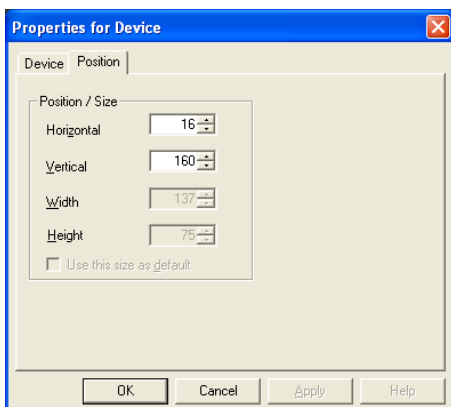 Properties for Device
Device Position
Position / Size
Horizontal 16
Vertical 160
Width 137
Height 75
Use this size as default
OK Cancel Apply Help